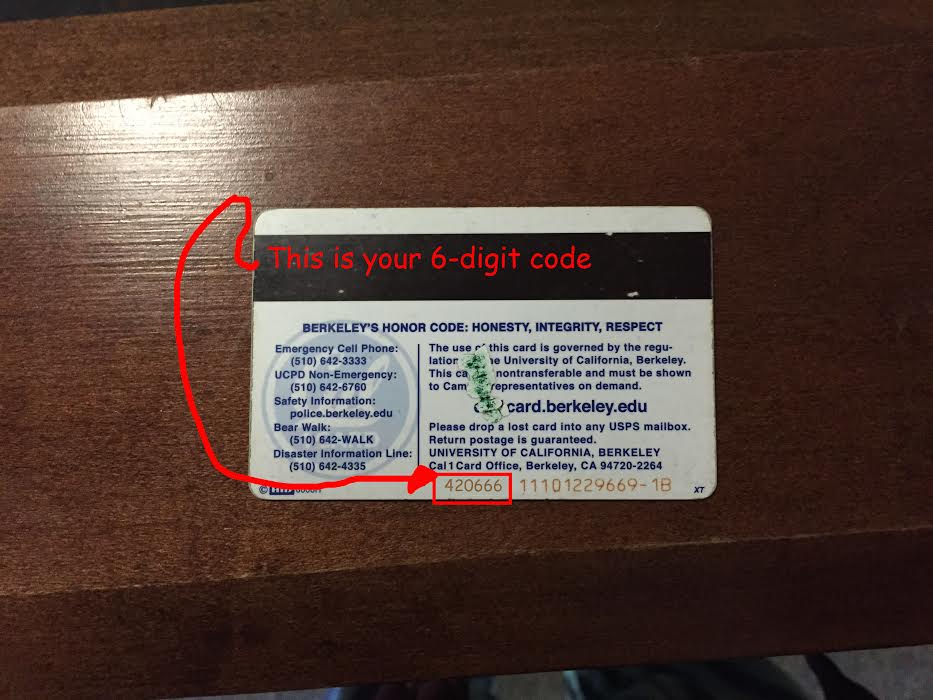 This is your 6-digit code
BERKELEY'S HONOR CODE: HONESTY, INTEGRITY, RESPECT
Emergency Cell Phone:
(510) 642-3333
UCPD Non-Emergency:
(510) 642-6760
Safety Information:
police.berkeley.edu
Bear Walk:
(510) 642-WALK
Disaster Information Line:
(510) 642-4335
The use of this card is governed by the regu-
lation University of California, Berkeley.
This nontransferable and must be shown
to representatives on demand.
card.berkeley.edu
Please drop a lost card into any USPS mailbox.
Return postage is guaranteed.
UNIVERSITY OF CALIFORNIA, BERKELEY
Cal 1 Card Office, Berkeley, CA 94720-2264
© HID
420666 11101229669-1B XT